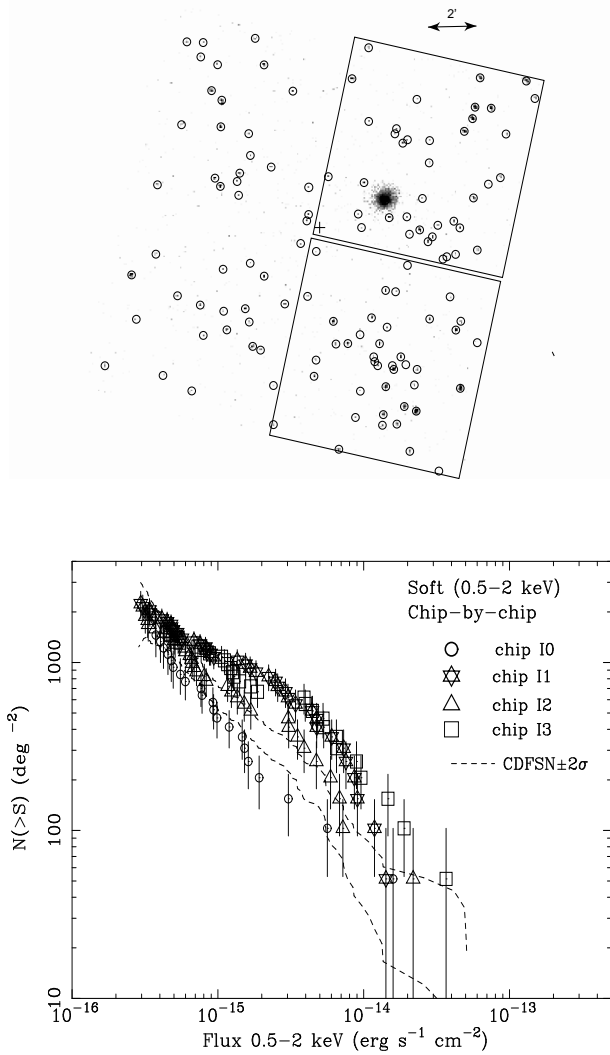 2'
Soft (0.5−2 keV)
Chip−by−chip
chip I0
chip I1
chip I2
chip I3
CDFSN±2σ
N(>S) (deg⁻²)
1000
100
10
10⁻¹⁶
10⁻¹⁵
10⁻¹⁴
10⁻¹³
Flux 0.5−2 keV (erg s⁻¹ cm⁻²)